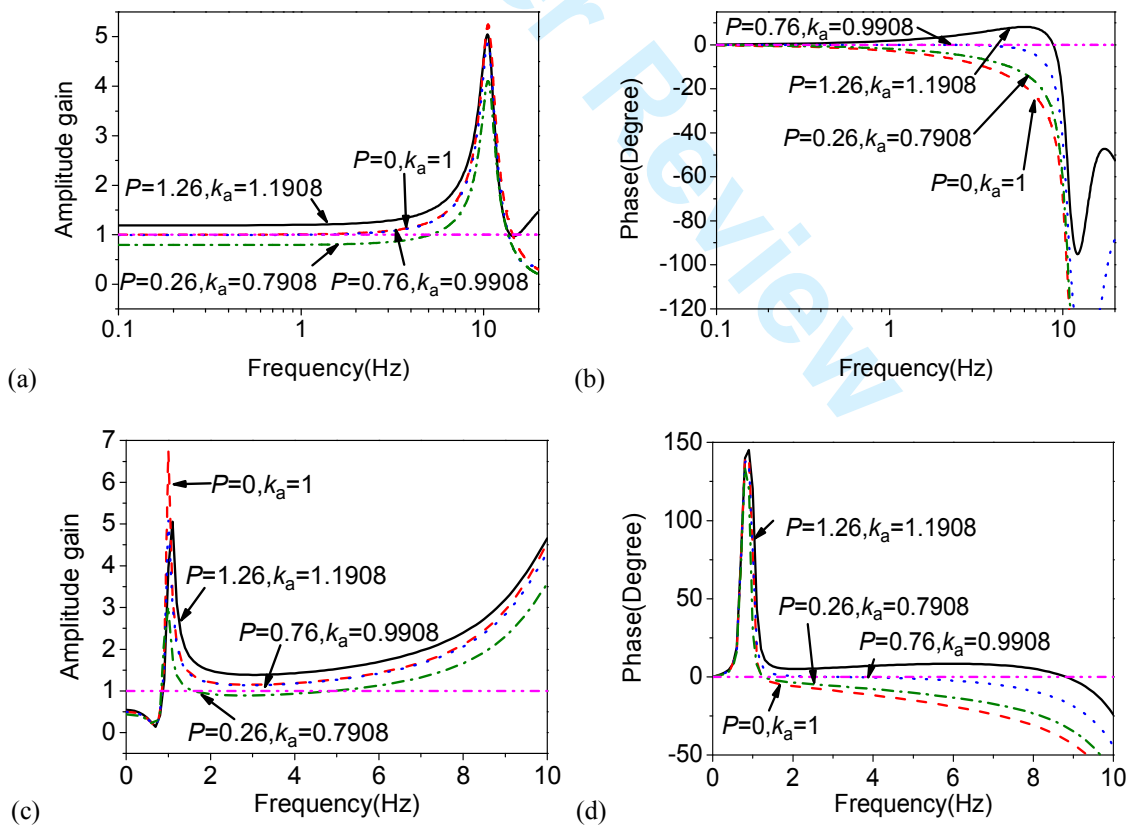 er Review
5
4
3
2
1
0
Amplitude gain
P=0,kₐ=1
P=1.26,kₐ=1.1908
P=0.26,kₐ=0.7908
P=0.76,kₐ=0.9908
0.1
1
10
Frequency(Hz)
(a)
0
-20
-40
-60
-80
-100
-120
Phase(Degree)
P=0.76,kₐ=0.9908
P=1.26,kₐ=1.1908
P=0.26,kₐ=0.7908
P=0,kₐ=1
0.1
1
10
Frequency(Hz)
(b)
7
6
5
4
3
2
1
0
Amplitude gain
P=0,kₐ=1
P=1.26,kₐ=1.1908
P=0.76,kₐ=0.9908
P=0.26,kₐ=0.7908
0 2 4 6 8 10
Frequency(Hz)
(c)
150
100
50
0
-50
Phase(Degree)
P=1.26,kₐ=1.1908
P=0.26,kₐ=0.7908
P=0.76,kₐ=0.9908
P=0,kₐ=1
0 2 4 6 8 10
Frequency(Hz)
(d)